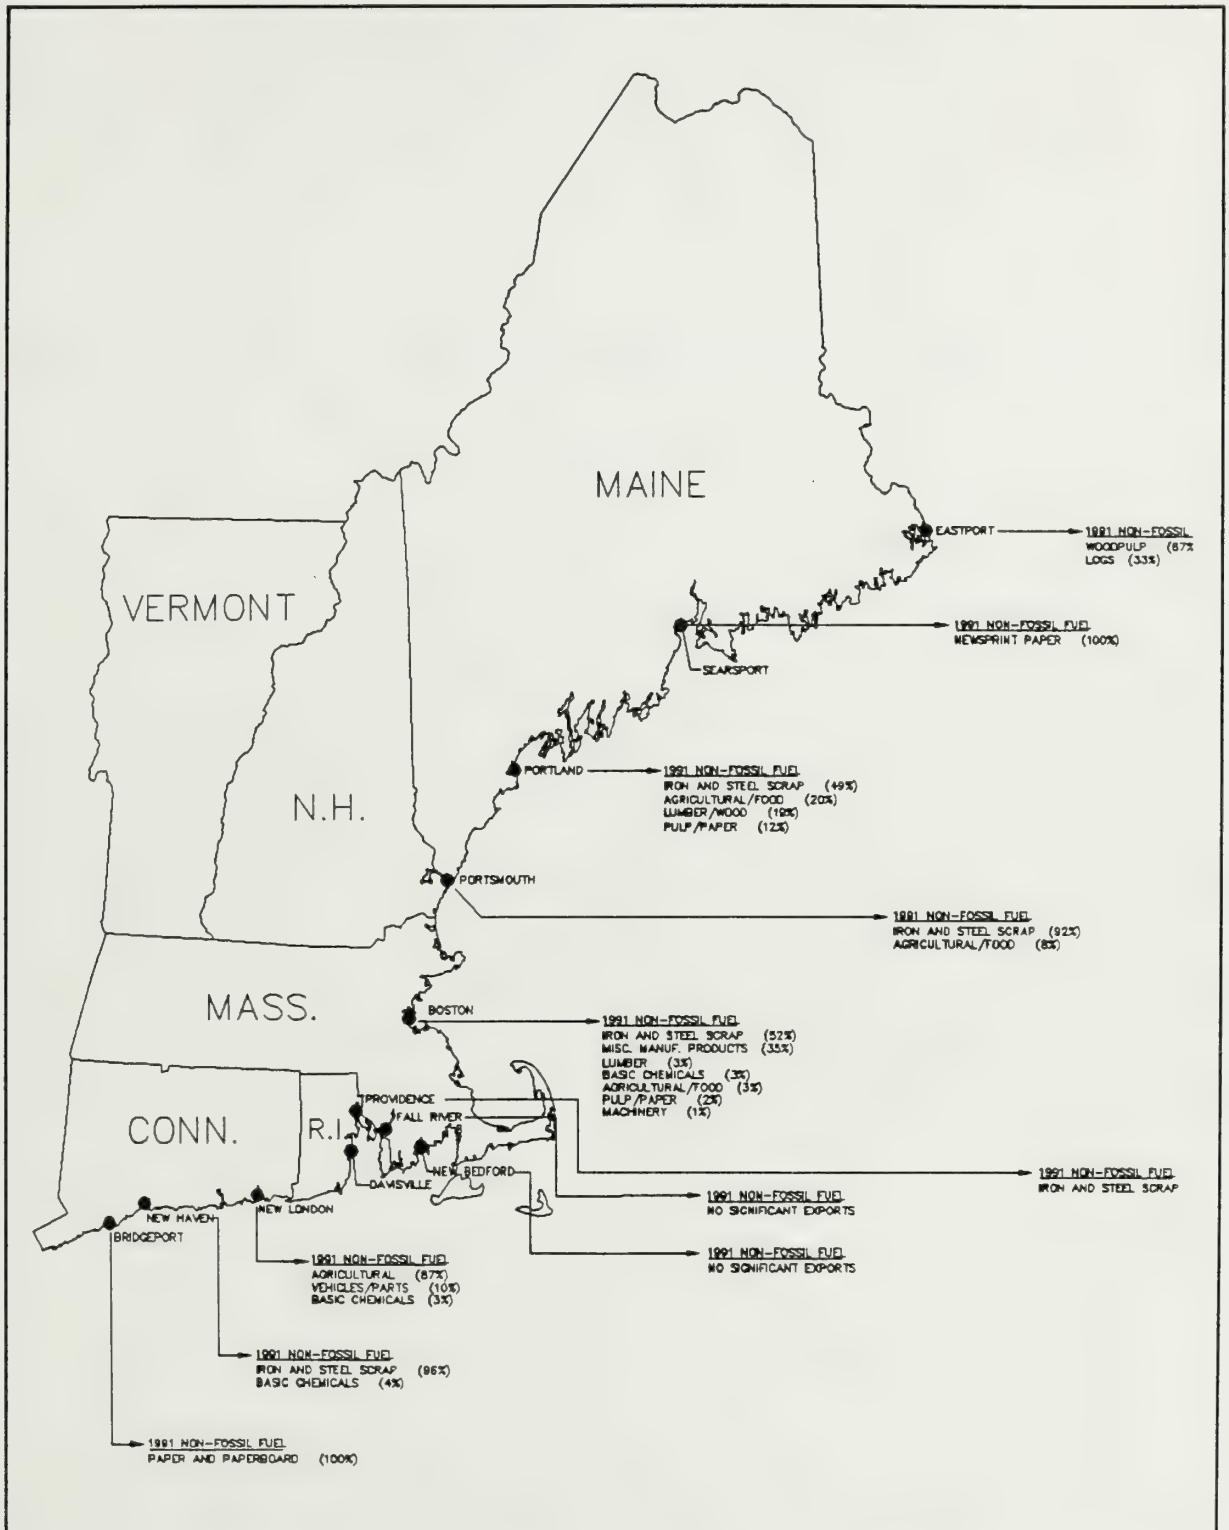 MAINE
EASTPORT
1991 NON-FOSSIL
WOODPULP (67%
LOGS (33%)
VERMONT
1991 NON-FOSSIL FUEL
NEWSPRINT PAPER (100%)
SEARSPORT
PORTLAND
1991 NON-FOSSIL FUEL
IRON AND STEEL SCRAP (49%)
AGRICULTURAL/FOOD (20%)
LUMBER/WOOD (19%)
PULP/PAPER (12%)
N.H.
PORTSMOUTH
1991 NON-FOSSIL FUEL
IRON AND STEEL SCRAP (92%)
AGRICULTURAL/FOOD (8%)
MASS.
BOSTON
1991 NON-FOSSIL FUEL
IRON AND STEEL SCRAP (52%)
MISC. MANUF. PRODUCTS (35%)
LUMBER (3%)
BASIC CHEMICALS (3%)
AGRICULTURAL/FOOD (3%)
PULP/PAPER (2%)
MACHINERY (1%)
PROVIDENCE
FALL RIVER
CONN.
R.I.
NEW BEDFORD
DAVISVILLE
1991 NON-FOSSIL FUEL
IRON AND STEEL SCRAP
1991 NON-FOSSIL FUEL
NO SIGNIFICANT EXPORTS
NEW LONDON
NEW HAVEN
BRIDGEPORT
1991 NON-FOSSIL FUEL
NO SIGNIFICANT EXPORTS
1991 NON-FOSSIL FUEL
AGRICULTURAL (87%)
VEHICLES/PARTS (10%)
BASIC CHEMICALS (3%)
1991 NON-FOSSIL FUEL
IRON AND STEEL SCRAP (96%)
BASIC CHEMICALS (4%)
1991 NON-FOSSIL FUEL
PAPER AND PAPERBOARD (100%)